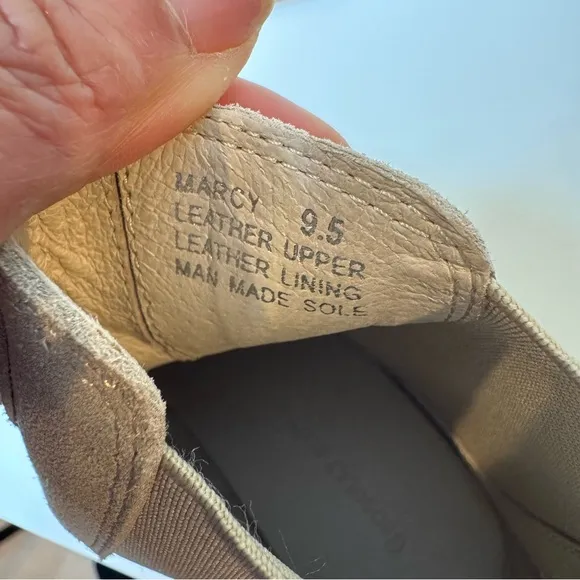 MARCY 9.5
LEATHER UPPER
LEATHER LINING
MAN MADE SOLE